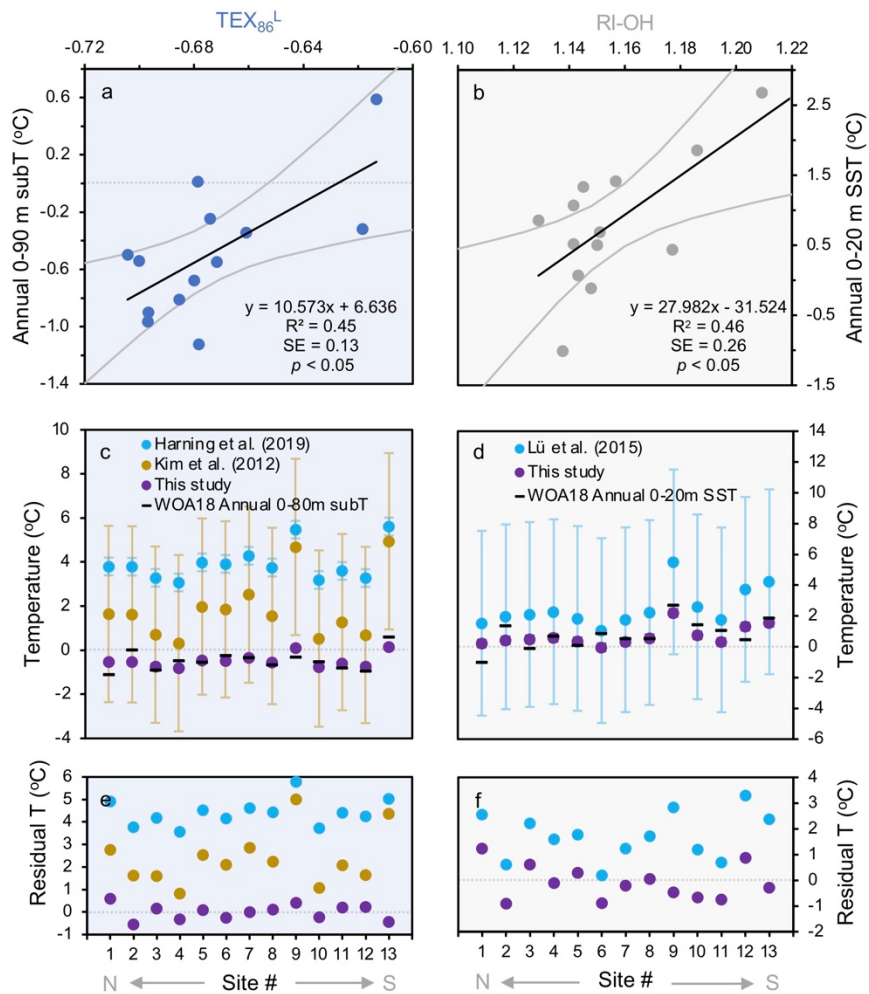 TEX₈₆ᴸ
-0.72 -0.68 -0.64 -0.60
RI-OH
1.10 1.12 1.14 1.16 1.18 1.20 1.22
a
Annual 0-90 m subT (ºC)
0.6
0.2
-0.2
-0.6
-1.0
-1.4
y = 10.573x + 6.636
R² = 0.45
SE = 0.13
p < 0.05
b
Annual 0-20 m SST (ºC)
2.5
1.5
0.5
-0.5
-1.5
y = 27.982x - 31.524
R² = 0.46
SE = 0.26
p < 0.05
c
Temperature (ºC)
10
8
6
4
2
0
-2
-4
Harning et al. (2019)
Kim et al. (2012)
This study
WOA18 Annual 0-80m subT
d
Temperature (ºC)
14
12
10
8
6
4
2
0
-2
-4
-6
Lü et al. (2015)
This study
WOA18 Annual 0-20m SST
e
Residual T (ºC)
6
5
4
3
2
1
0
-1
f
Residual T (ºC)
4
3
2
1
0
-1
-2
1 2 3 4 5 6 7 8 9 10 11 12 13
N Site # S
1 2 3 4 5 6 7 8 9 10 11 12 13
N Site # S